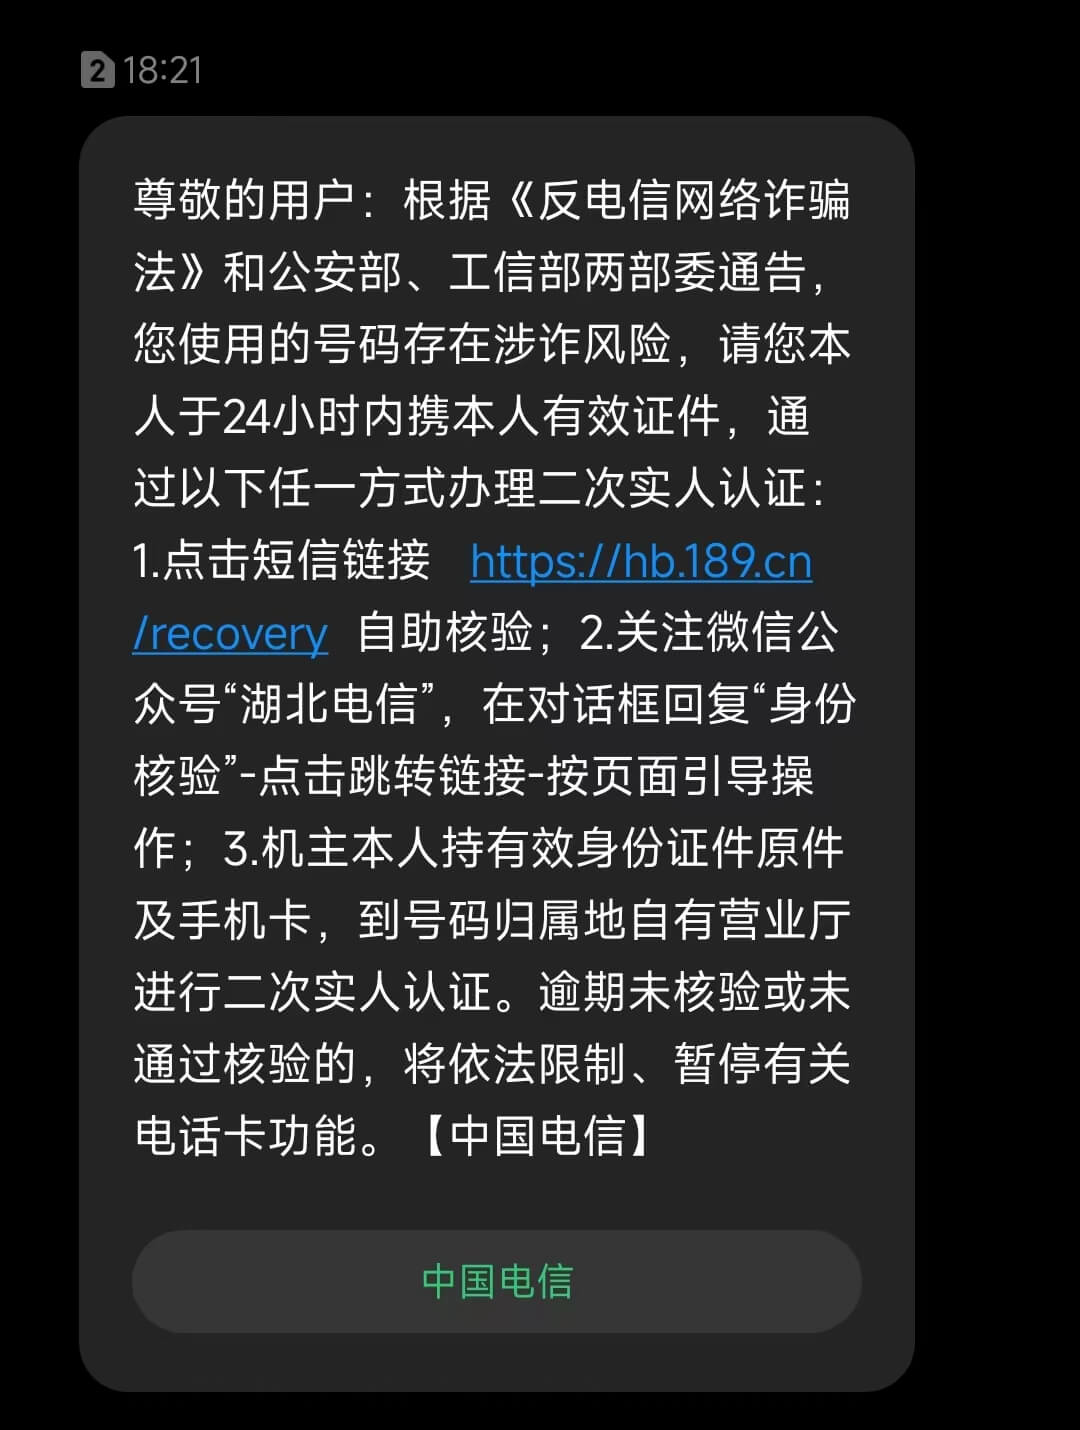 2 18:21
尊敬的用户：根据《反电信网络诈骗
法》和公安部、工信部两部委通告，
您使用的号码存在涉诈风险，请您本
人于24小时内携本人有效证件，通
过以下任一方式办理二次实人认证：
1.点击短信链接 https://hb.189.cn
/recovery 自助核验；2.关注微信公
众号“湖北电信”，在对话框回复“身份
核验”-点击跳转链接-按页面引导操
作；3.机主本人持有效身份证件原件
及手机卡，到号码归属地自有营业厅
进行二次实人认证。逾期未核验或未
通过核验的，将依法限制、暂停有关
电话卡功能。【中国电信】
中国电信